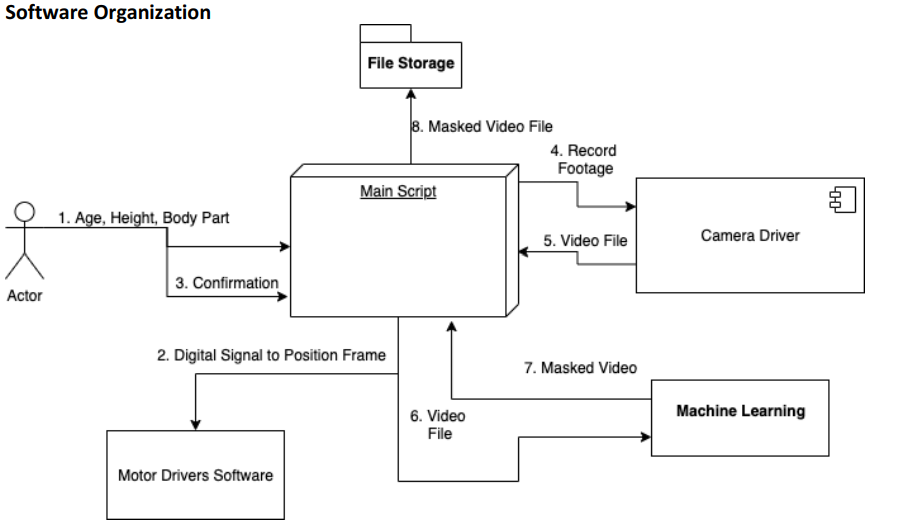 Software Organization
File Storage
8. Masked Video File
4. Record
Footage
Main Script
1. Age, Height, Body Part
Camera Driver
5. Video File
3. Confirmation
Actor
2. Digital Signal to Position Frame
7. Masked Video
6. Video
File
Machine Learning
Motor Drivers Software